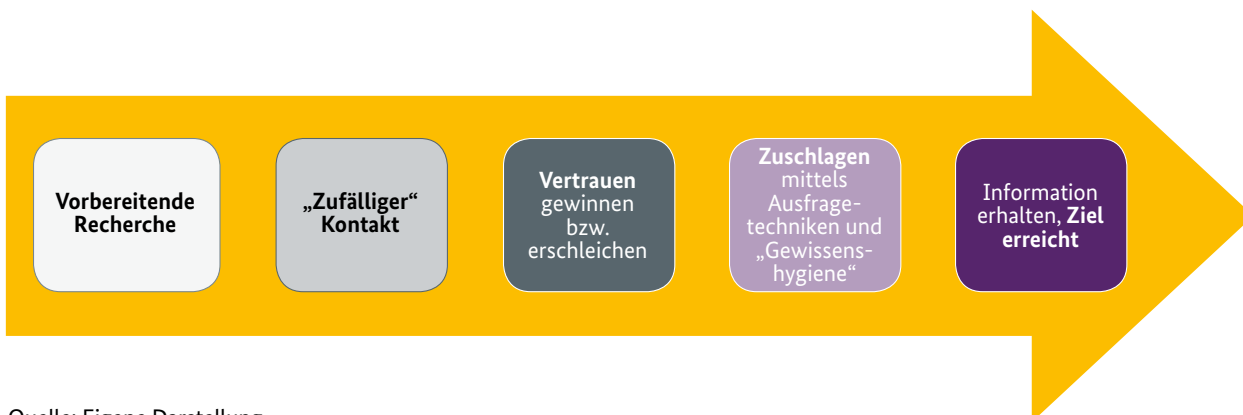 Vorbereitende
Recherche
„Zufälliger“
Kontakt
Vertrauen
gewinnen
bzw.
erschleichen
Zuschlagen
mittels
Ausfrage-
techniken und
„Gewissens-
hygiene“
Information
erhalten, Ziel
erreicht
Quelle: Eigene Darstellung